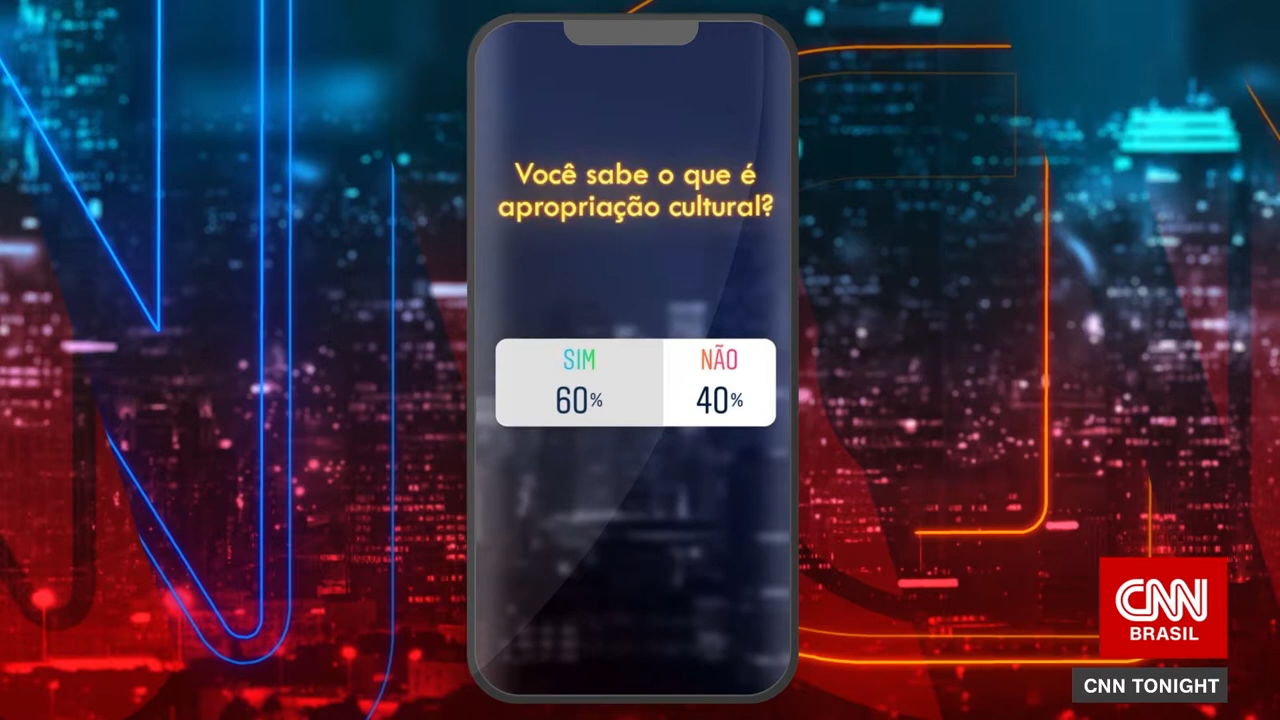 Você sabe o que é
apropriação cultural?
SIM
60%
NÃO
40%
CNN
BRASIL
CNN TONIGHT